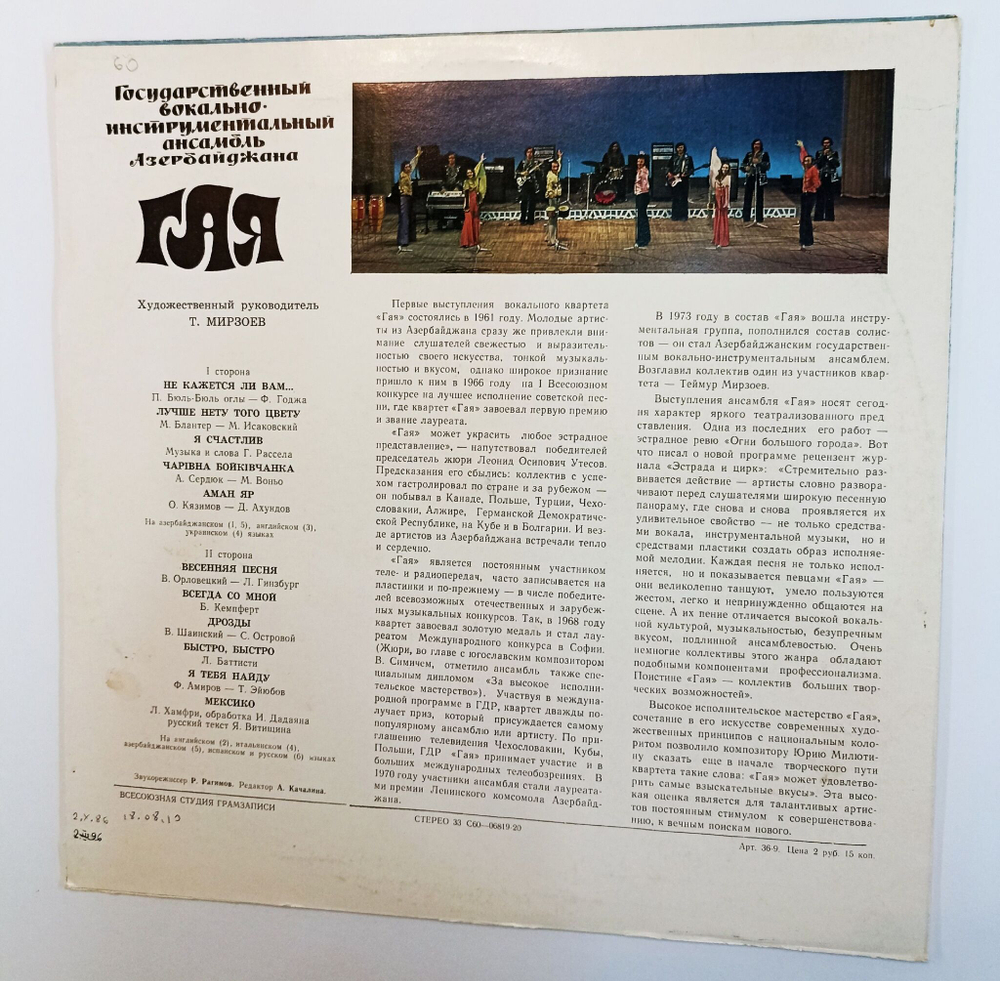 60
Государственный
вокально-
инструментальный
ансамбль
Азербайджана
ГАЯ
Художественный руководитель
Т. МИРЗОЕВ
I сторона
НЕ КАЖЕТСЯ ЛИ ВАМ...
П. Бюль-Бюль оглы — Ф. Годжа
ЛУЧШЕ НЕТУ ТОГО ЦВЕТУ
М. Блантер — М. Исаковский
Я СЧАСТЛИВ
Музыка и слова Г. Рассела
ЧАРІВНА БОЙКІВЧАНКА
А. Сердюк — М. Воньо
АМАН ЯР
О. Кязимов — Д. Ахундов
На азербайджанском (1, 5), английском (3),
украинском (4) языках
II сторона
ВЕСЕННЯЯ ПЕСНЯ
В. Орловецкий — Л. Гинзбург
ВСЕГДА СО МНОЙ
Б. Кемпферт
ДРОЗДЫ
В. Шаинский — С. Островой
БЫСТРО, БЫСТРО
Л. Баттисти
Я ТЕБЯ НАЙДУ
Ф. Амиров — Т. Эйюбов
МЕКСИКО
Л. Хамфри, обработка И. Дадаяна
русский текст Я. Витищина
На английском (2), итальянском (4),
азербайджанском (5), испанском и русском (6) языках
Звукорежиссер Р. Рагимов. Редактор А. Качалина.
ВСЕСОЮЗНАЯ СТУДИЯ ГРАМЗАПИСИ
18.08.19
Первые выступления вокального квартета
«Гая» состоялись в 1961 году. Молодые артис-
ты из Азербайджана сразу же привлекли вни-
мание слушателей свежестью и выразитель-
ностью своего искусства, тонкой музыкаль-
ностью и вкусом, однако широкое признание
пришло к ним в 1966 году на I Всесоюзном
конкурсе на лучшее исполнение советской пес-
ни, где квартет «Гая» завоевал первую премию
и звание лауреата.
«Гая» может украсить любое эстрадное
представление», — напутствовал победителей
председатель жюри Леонид Осипович Утесов.
Предсказания его сбылись: коллектив с успе-
хом гастролировал по стране и за рубежом —
он побывал в Канаде, Польше, Турции, Чехо-
словакии, Алжире, Германской Демократиче-
ской Республике, на Кубе и в Болгарии. И вез-
де артистов из Азербайджана встречали тепло
и сердечно.
«Гая» является постоянным участником
теле- и радиопередач, часто записывается на
пластинки и по-прежнему — в числе победите-
лей всевозможных отечественных и зарубеж-
ных музыкальных конкурсов. Так, в 1968 году
квартет завоевал золотую медаль и стал лау-
реатом Международного конкурса в Софии.
(Жюри, во главе с югославским композитором
В. Симичем, отметило ансамбль также спе-
циальным дипломом «За высокое исполни-
тельское мастерство»). Участвуя в междуна-
родной программе в ГДР, квартет дважды по-
лучает приз, который присуждается самому
популярному ансамблю или артисту. По при-
глашению телевидения Чехословакии, Кубы,
Польши, ГДР «Гая» принимает участие и в
больших международных телеобозрениях. В
1970 году участники ансамбля стали лауреата-
ми премии Ленинского комсомола Азербайд-
жана.
В 1973 году в состав «Гая» вошла инстру-
ментальная группа, пополнился состав солис-
тов — он стал Азербайджанским государствен-
ным вокально-инструментальным ансамблем.
Возглавил коллектив один из участников квар-
тета — Теймур Мирзоев.
Выступления ансамбля «Гая» носят сегод-
ня характер яркого театрализованного пред
ставления. Одна из последних его работ —
эстрадное ревю «Огни большого города». Вот
что писал о новой программе рецензент жур-
нала «Эстрада и цирк»: «Стремительно раз-
вивается действие — артисты словно развора-
чивают перед слушателями широкую песенную
панораму, где снова и снова проявляется их
удивительное свойство — не только средства-
ми вокала, инструментальной музыки, но и
средствами пластики создать образ исполняе-
мой мелодии. Каждая песня не только испол-
няется, но и показывается певцами «Гая» —
они великолепно танцуют, умело пользуются
жестом, легко и непринужденно общаются на
сцене. А их пение отличается высокой вокаль-
ной культурой, музыкальностью, безупречным
вкусом, подлинной ансамблевостью. Очень
немногие коллективы этого жанра обладают
подобными компонентами профессионализма.
Поистине «Гая» — коллектив больших твор-
ческих возможностей».
Высокое исполнительское мастерство «Гая»,
сочетание в его искусстве современных худо-
жественных принципов с национальным коло-
ритом позволило композитору Юрию Милюти-
ну сказать еще в начале творческого пути
квартета такие слова: «Гая» может удовлетво-
рить самые взыскательные вкусы». Эта высо-
кая оценка является для талантливых артис-
тов постоянным стимулом к совершенствова-
нию, к вечным поискам нового.
СТЕРЕО 33 С60—06819-20
Арт. 36-9. Цена 2 руб. 15 коп.